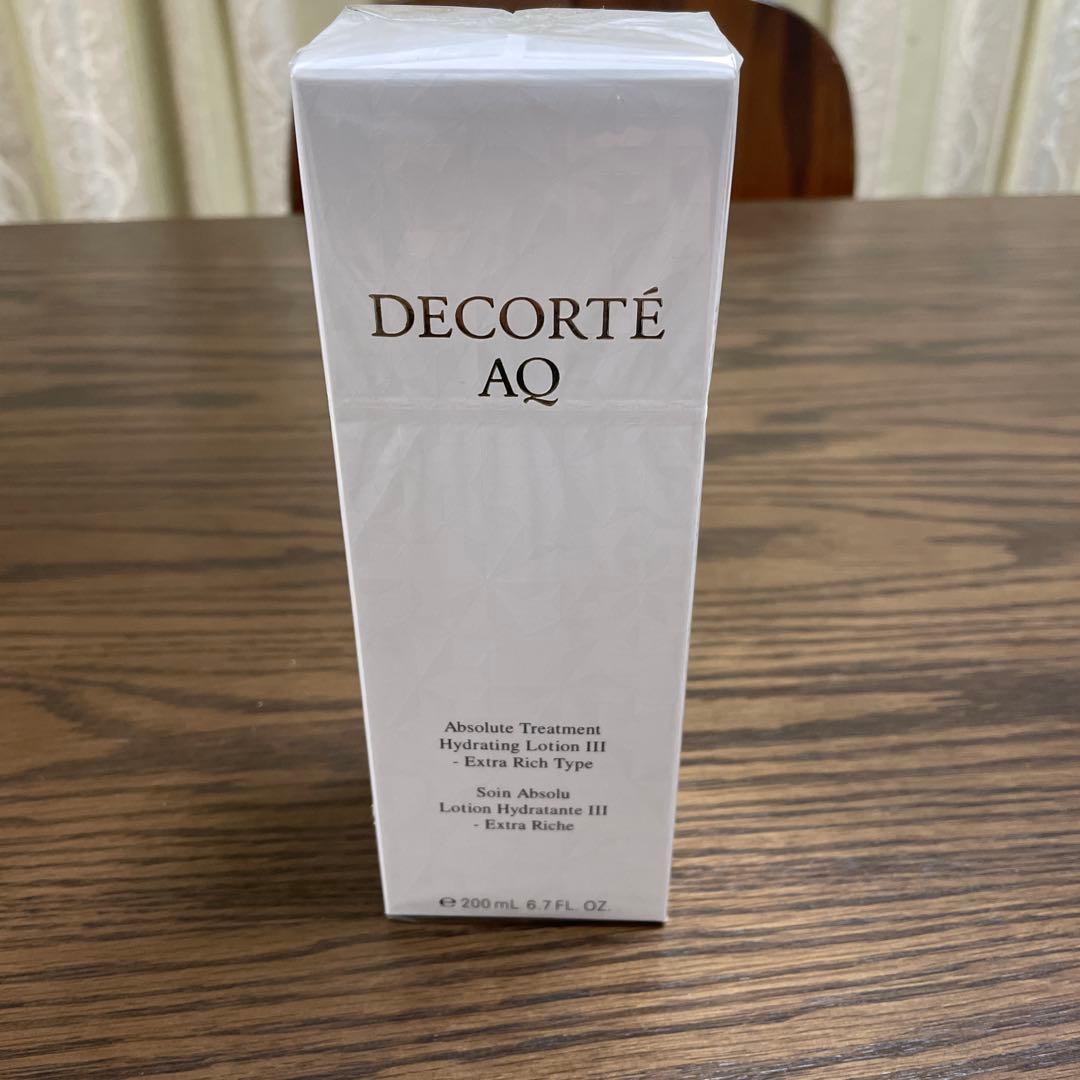 DECORTÉ
AQ
Absolute Treatment
Hydrating Lotion III
- Extra Rich Type
Soin Absolu
Lotion Hydratante III
- Extra Riche
℮ 200 mL 6.7 FL. OZ.